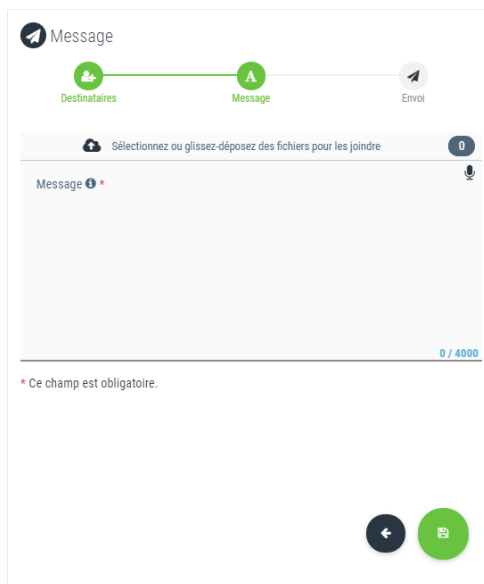 Message
Destinataires
Message
Envoi
Sélectionnez ou glissez-déposez des fichiers pour les joindre
0
Message *
0 / 4000
* Ce champ est obligatoire.